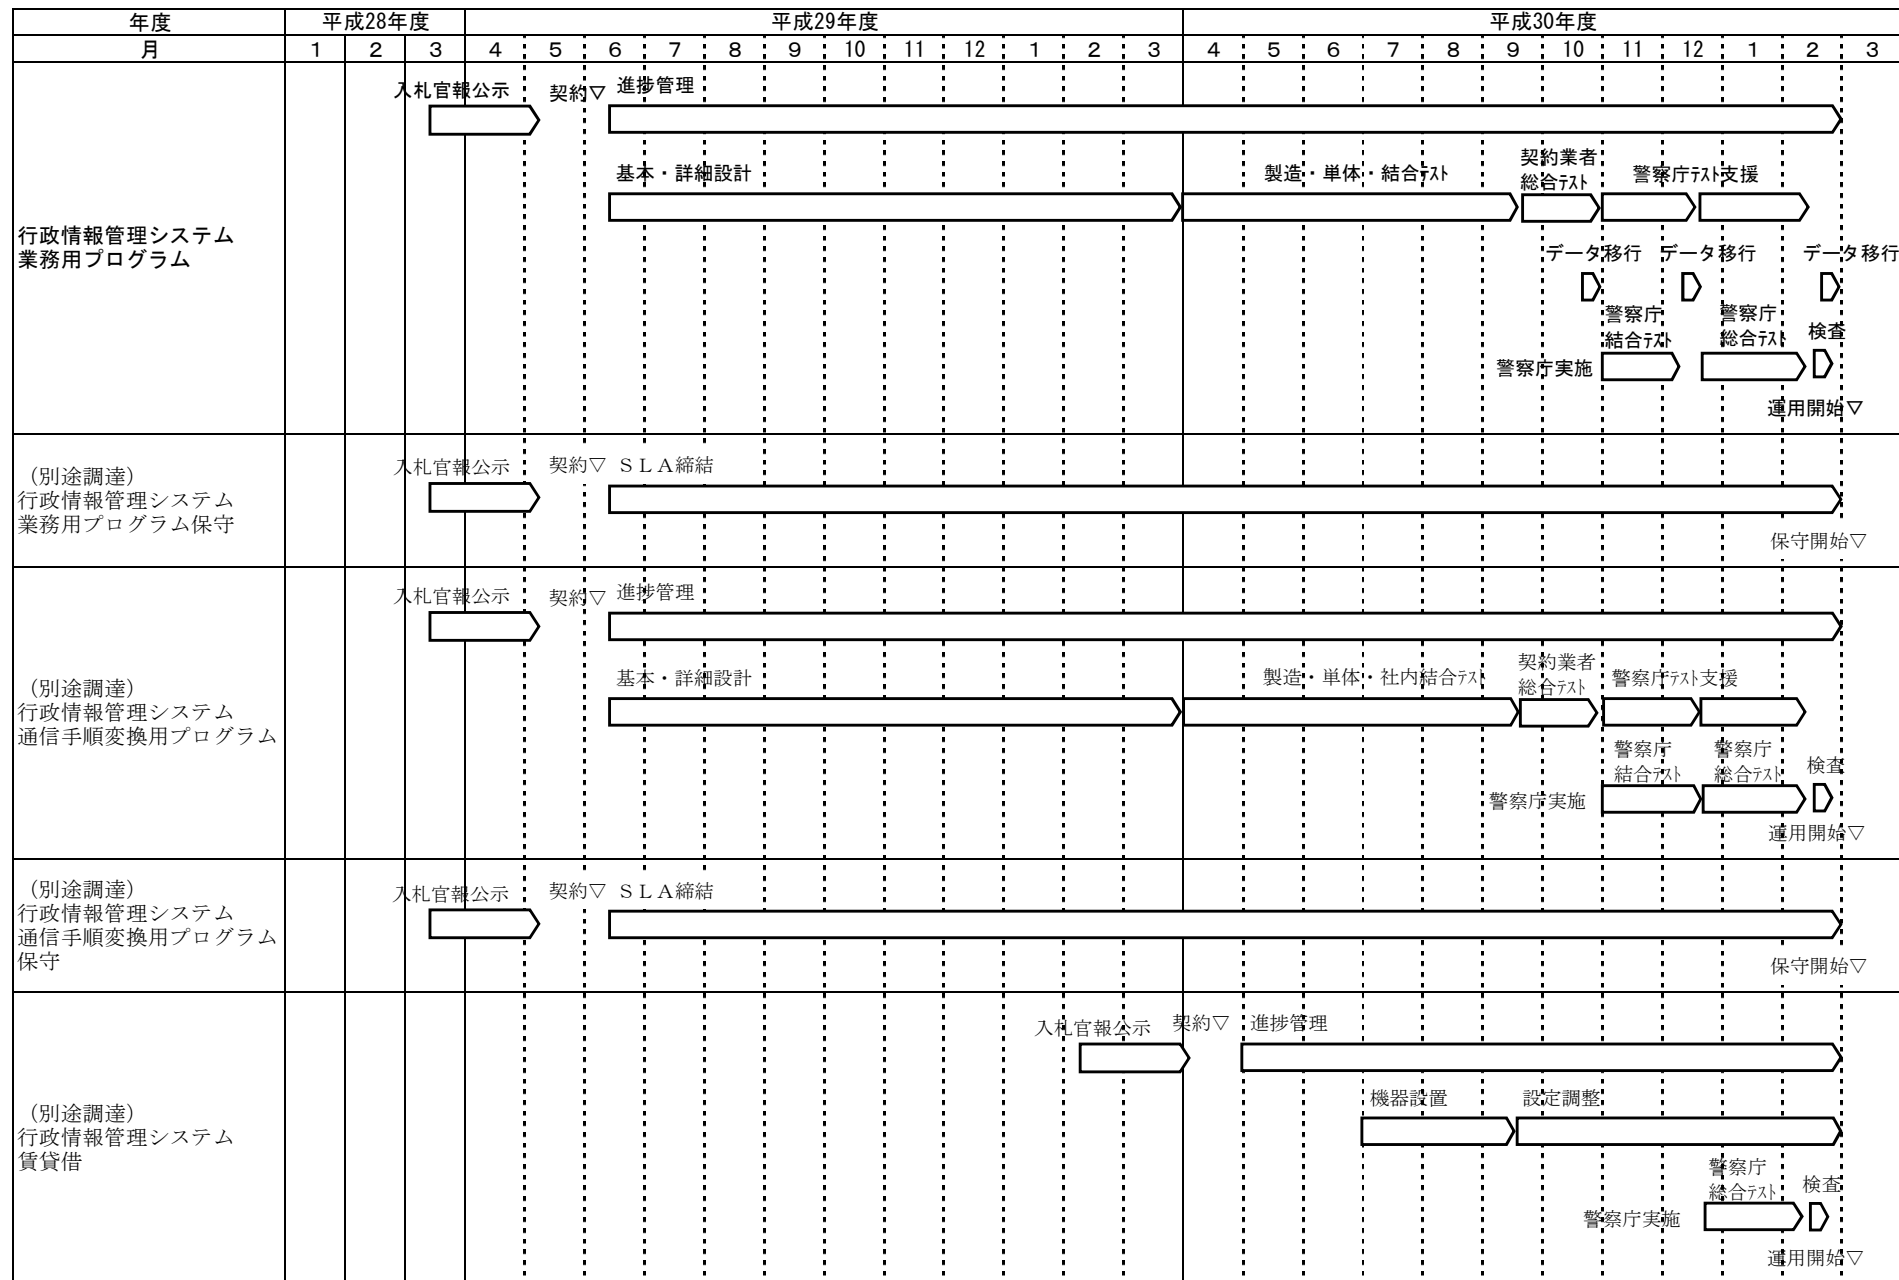 年度 平成28年度 平成29年度 平成30年度
月 1 2 3 4 5 6 7 8 9 10 11 12 1 2 3 4 5 6 7 8 9 10 11 12 1 2 3
行政情報管理システム
業務用プログラム
入札官報公示 契約▽ 進捗管理
基本・詳細設計 製造・単体・結合ﾃｽﾄ 契約業者 警察庁ﾃｽﾄ支援
総合ﾃｽﾄ
データ移行 データ移行 データ移行
警察庁 警察庁 検査
結合ﾃｽﾄ 総合ﾃｽﾄ
警察庁実施
運用開始▽
（別途調達）
行政情報管理システム
業務用プログラム保守
入札官報公示 契約▽ ＳＬＡ締結
保守開始▽
（別途調達）
行政情報管理システム
通信手順変換用プログラム
入札官報公示 契約▽ 進捗管理
基本・詳細設計 製造・単体・社内結合ﾃｽﾄ 契約業者 警察庁ﾃｽﾄ支援
総合ﾃｽﾄ
警察庁 警察庁 検査
結合ﾃｽﾄ 総合ﾃｽﾄ
警察庁実施
運用開始▽
（別途調達）
行政情報管理システム
通信手順変換用プログラム
保守
入札官報公示 契約▽ ＳＬＡ締結
保守開始▽
（別途調達）
行政情報管理システム
賃貸借
入札官報公示 契約▽ 進捗管理
機器設置 設定調整
警察庁 検査
総合ﾃｽﾄ
警察庁実施
運用開始▽